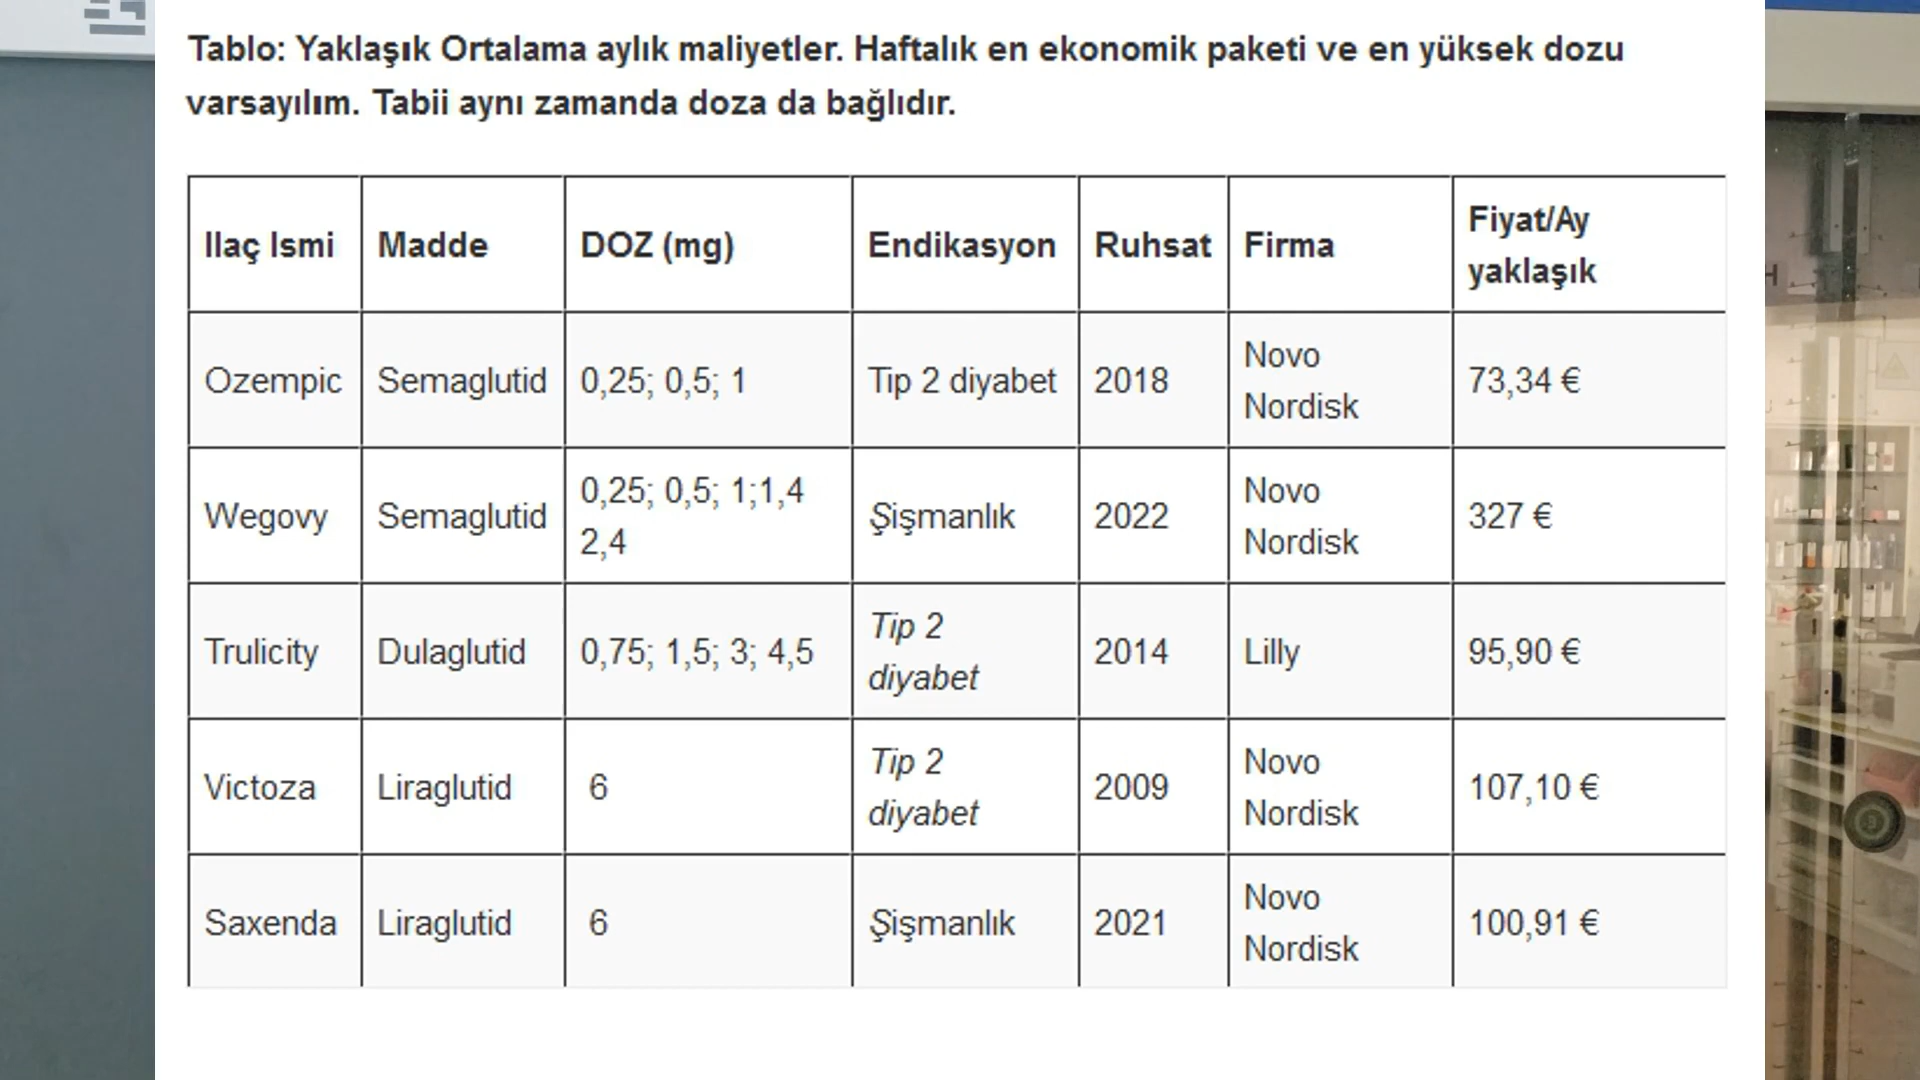 Tablo: Yaklaşık Ortalama aylık maliyetler. Haftalık en ekonomik paketi ve en yüksek dozu
varsayılım. Tabii aynı zamanda doza da bağlıdır.
Ilaç Ismi Madde DOZ (mg) Endikasyon Ruhsat Firma Fiyat/Ay yaklaşık
Ozempic Semaglutid 0,25; 0,5; 1 Tip 2 diyabet 2018 Novo Nordisk 73,34 €
Wegovy Semaglutid 0,25; 0,5; 1;1,4 2,4 Şişmanlık 2022 Novo Nordisk 327 €
Trulicity Dulaglutid 0,75; 1,5; 3; 4,5 Tip 2 diyabet 2014 Lilly 95,90 €
Victoza Liraglutid 6 Tip 2 diyabet 2009 Novo Nordisk 107,10 €
Saxenda Liraglutid 6 Şişmanlık 2021 Novo Nordisk 100,91 €